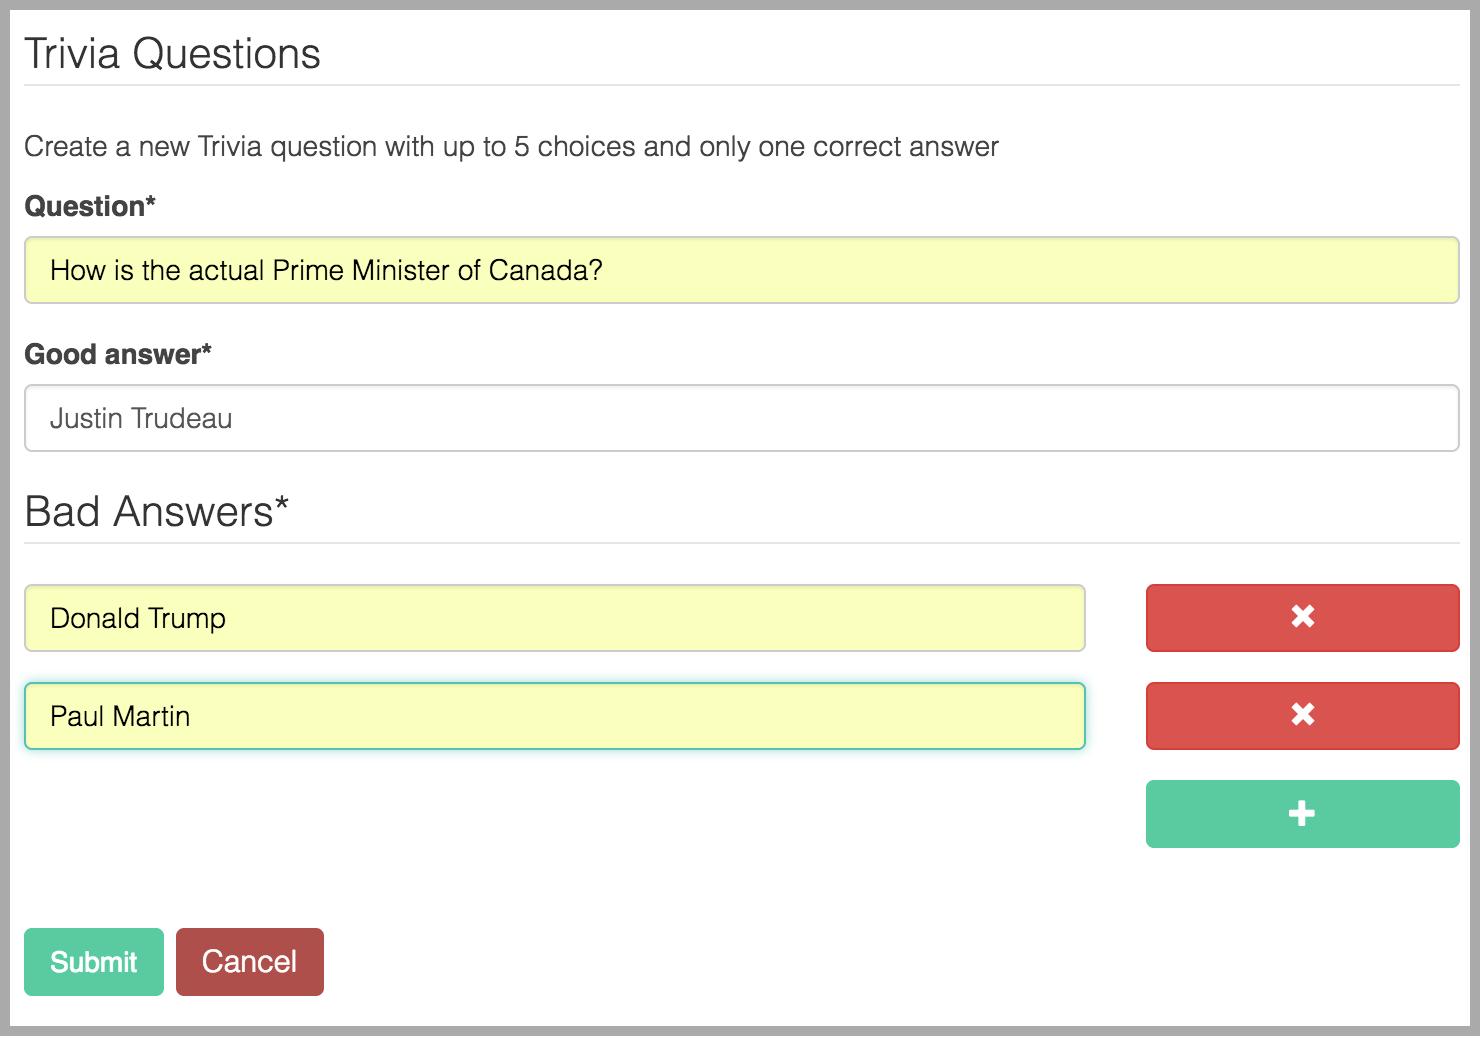 Trivia Questions
Create a new Trivia question with up to 5 choices and only one correct answer
Question*
How is the actual Prime Minister of Canada?
Good answer*
Justin Trudeau
Bad Answers*
Donald Trump
Paul Martin
Submit Cancel